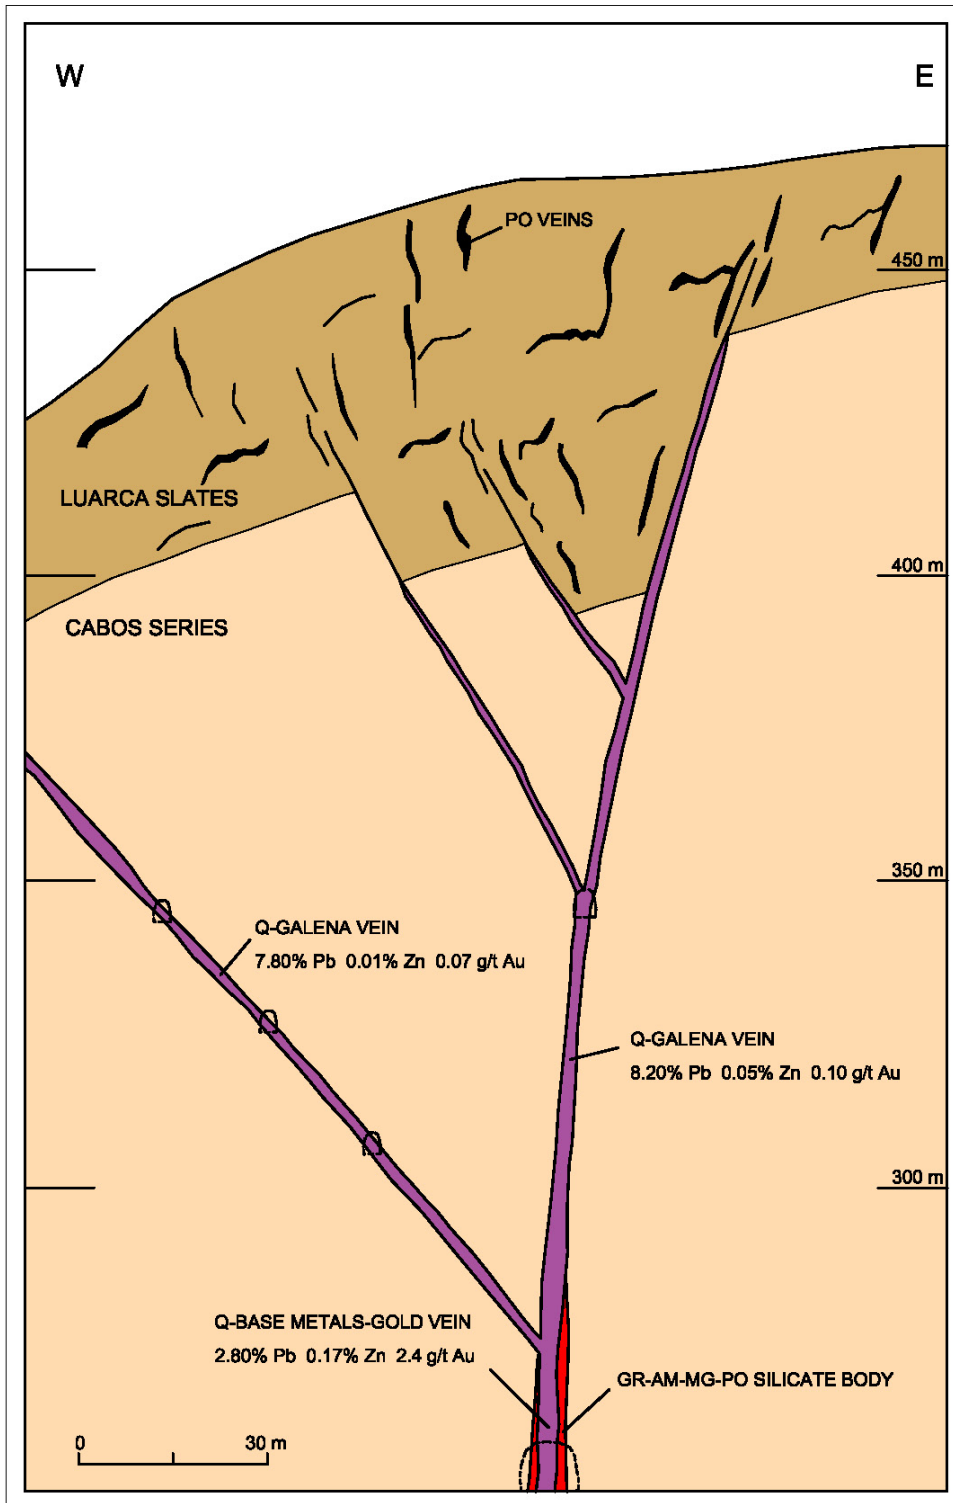 W
E
PO VEINS
450 m
LUARCA SLATES
400 m
CABOS SERIES
350 m
Q-GALENA VEIN
7.80% Pb 0.01% Zn 0.07 g/t Au
Q-GALENA VEIN
8.20% Pb 0.05% Zn 0.10 g/t Au
300 m
Q-BASE METALS-GOLD VEIN
2.80% Pb 0.17% Zn 2.4 g/t Au
GR-AM-MG-PO SILICATE BODY
0 30 m